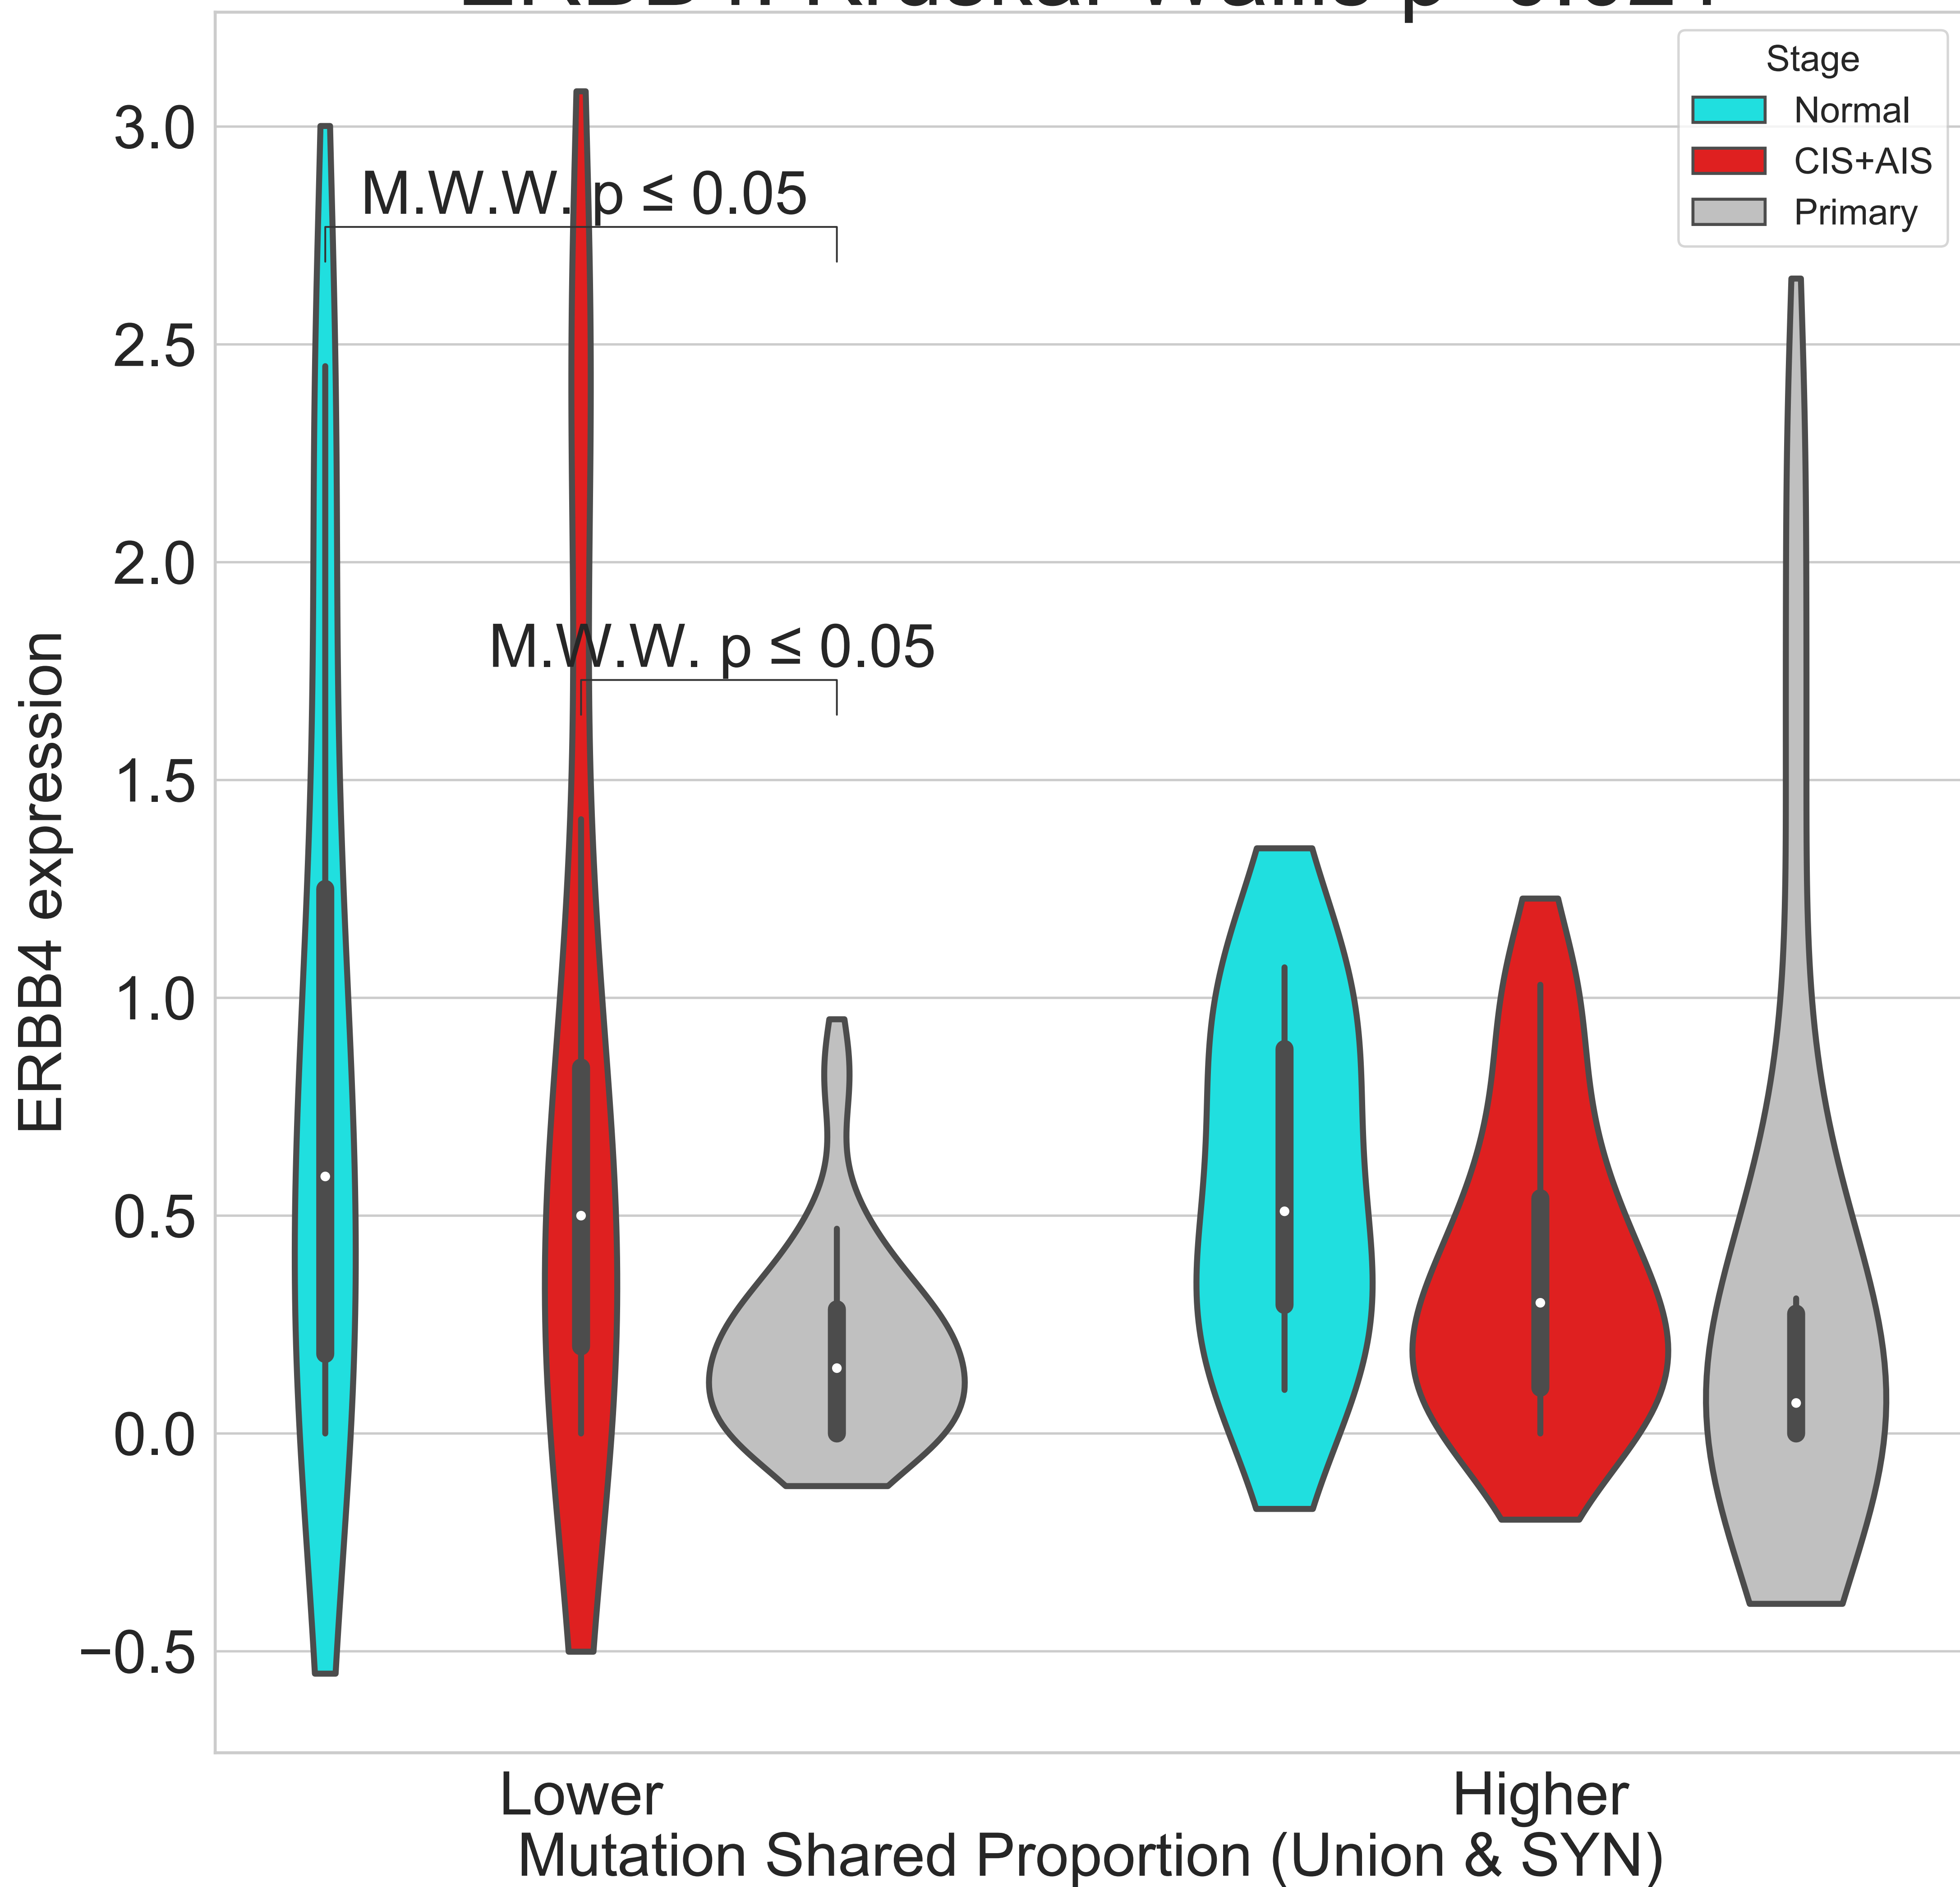 Stage
Normal
CIS+AIS
Primary
3.0
2.5
2.0
1.5
1.0
0.5
0.0
−0.5
ERBB4 expression
M.W.W. p ≤ 0.05
M.W.W. p ≤ 0.05
Lower
Higher
Mutation Shared Proportion (Union & SYN)